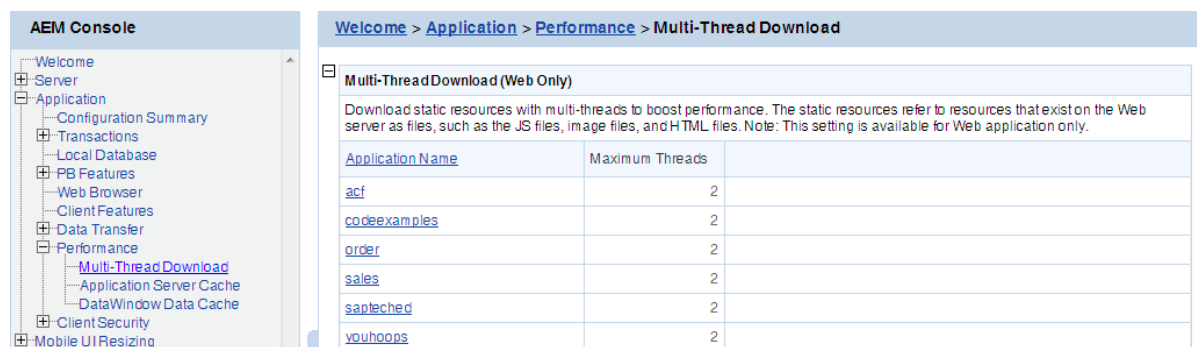 AEM Console
Welcome
Server
Application
Configuration Summary
Transactions
Local Database
PB Features
Web Browser
Client Features
Data Transfer
Performance
Multi-Thread Download
Application Server Cache
DataWindow Data Cache
Client Security
Mobile UI Resizing
Welcome > Application > Performance > Multi-Thread Download
Multi-Thread Download (Web Only)
Download static resources with multi-threads to boost performance. The static resources refer to resources that exist on the Web
server as files, such as the JS files, image files, and HTML files. Note: This setting is available for Web application only.
Application Name Maximum Threads
acf 2
codeexamples 2
order 2
sales 2
sapteched 2
youhoops 2